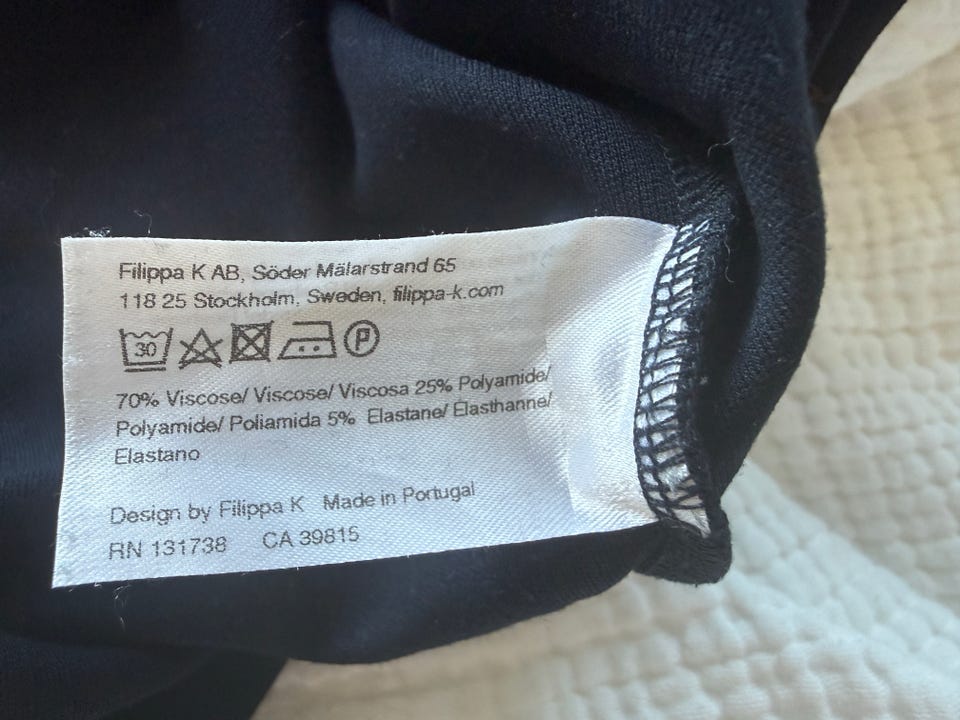 Filippa K AB, Söder Mälarstrand 65
118 25 Stockholm, Sweden, filippa-k.com
30 P
70% Viscose/ Viscose/ Viscosa 25% Polyamide/
Polyamide/ Poliamida 5% Elastane/ Elasthanne/
Elastano
Design by Filippa K Made in Portugal
RN 131738 CA 39815